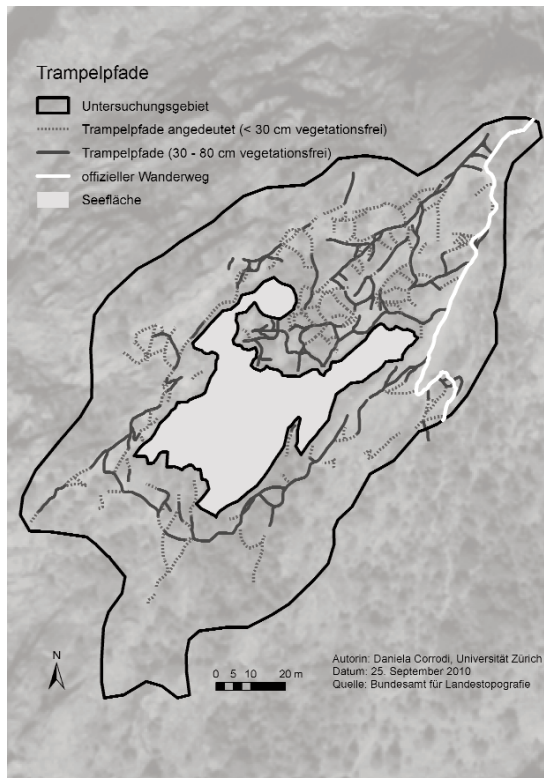 Trampelpfade
Untersuchungsgebiet
Trampelpfade angedeutet (< 30 cm vegetationsfrei)
Trampelpfade (30 - 80 cm vegetationsfrei)
offizieller Wanderweg
Seefläche
N
0 5 10 20 m
Autorin: Daniela Corrodi, Universität Zürich
Datum: 25. September 2010
Quelle: Bundesamt für Landestopografie